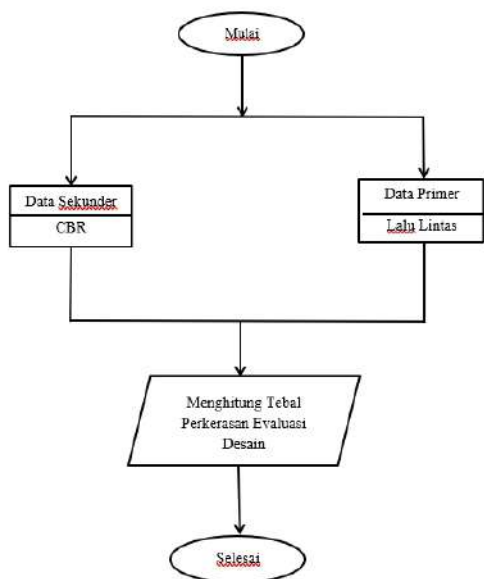 Mulai
Data Sekunder
CBR
Data Primer
Lalu Lintas
Menghitung Tebal
Perkerasan Evaluasi
Desain
Selesai